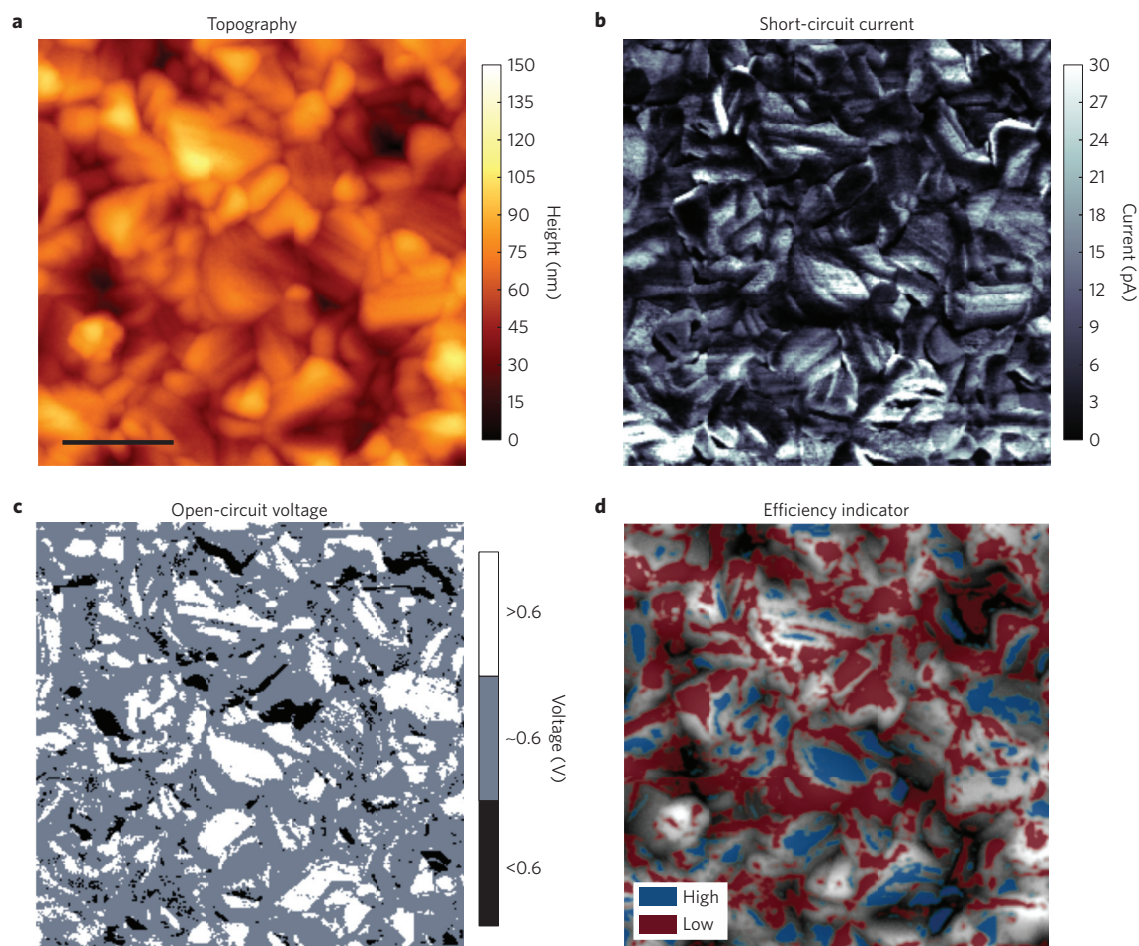 a
Topography
150
135
120
105
90
75
60
45
30
15
0
Height (nm)
b
Short-circuit current
30
27
24
21
18
15
12
9
6
3
0
Current (pA)
c
Open-circuit voltage
>0.6
~0.6
<0.6
Voltage (V)
d
Efficiency indicator
High
Low